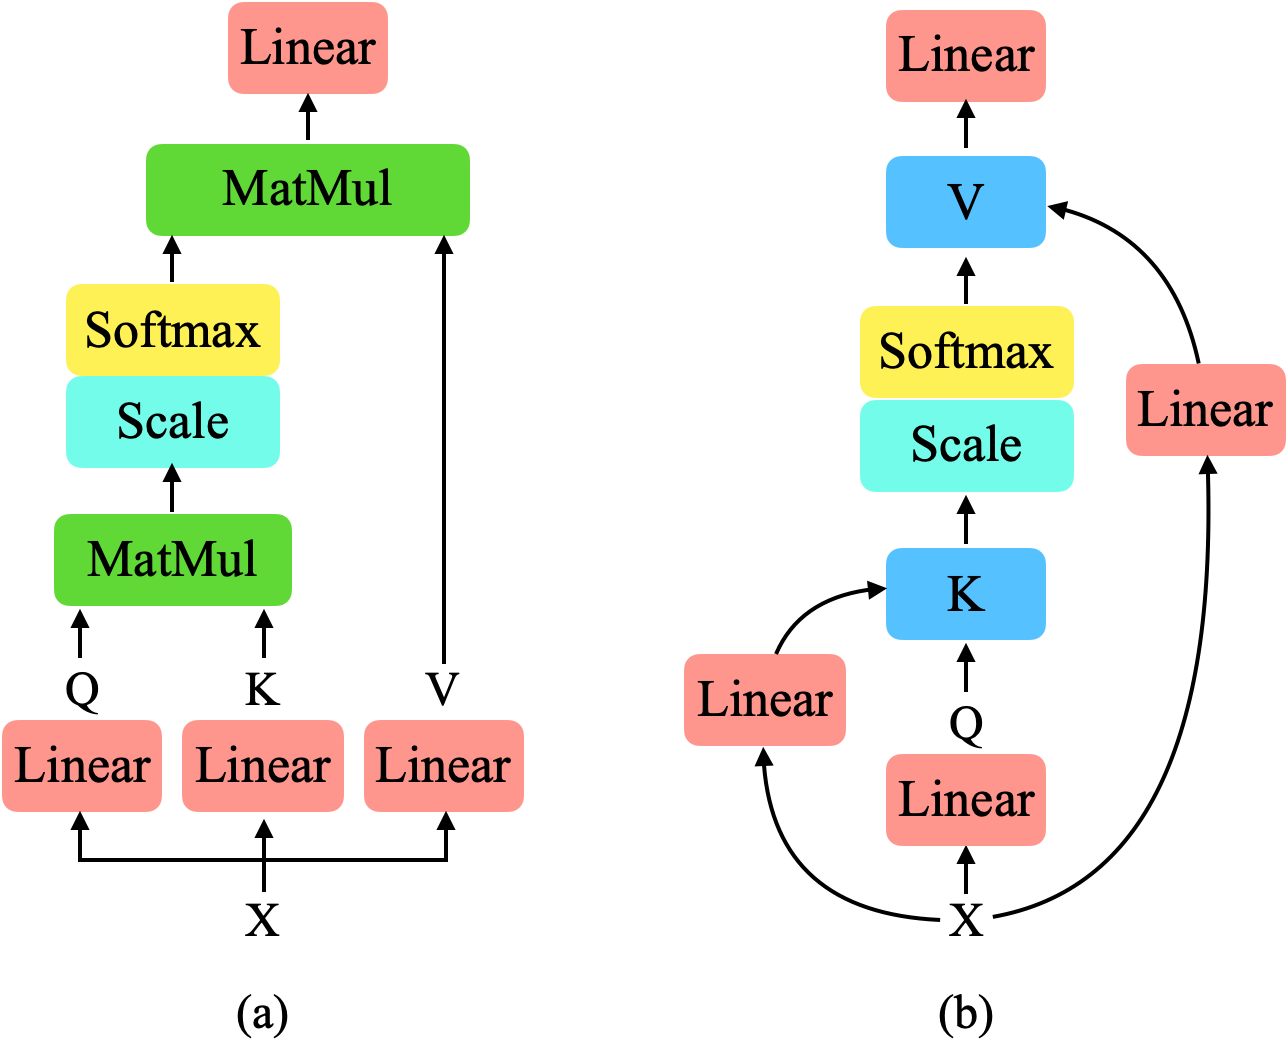 Linear
MatMul
Softmax
Scale
MatMul
Q K V
Linear Linear Linear
X
(a)
Linear
V
Softmax
Scale
Linear
K
Linear
Q
Linear
X
(b)